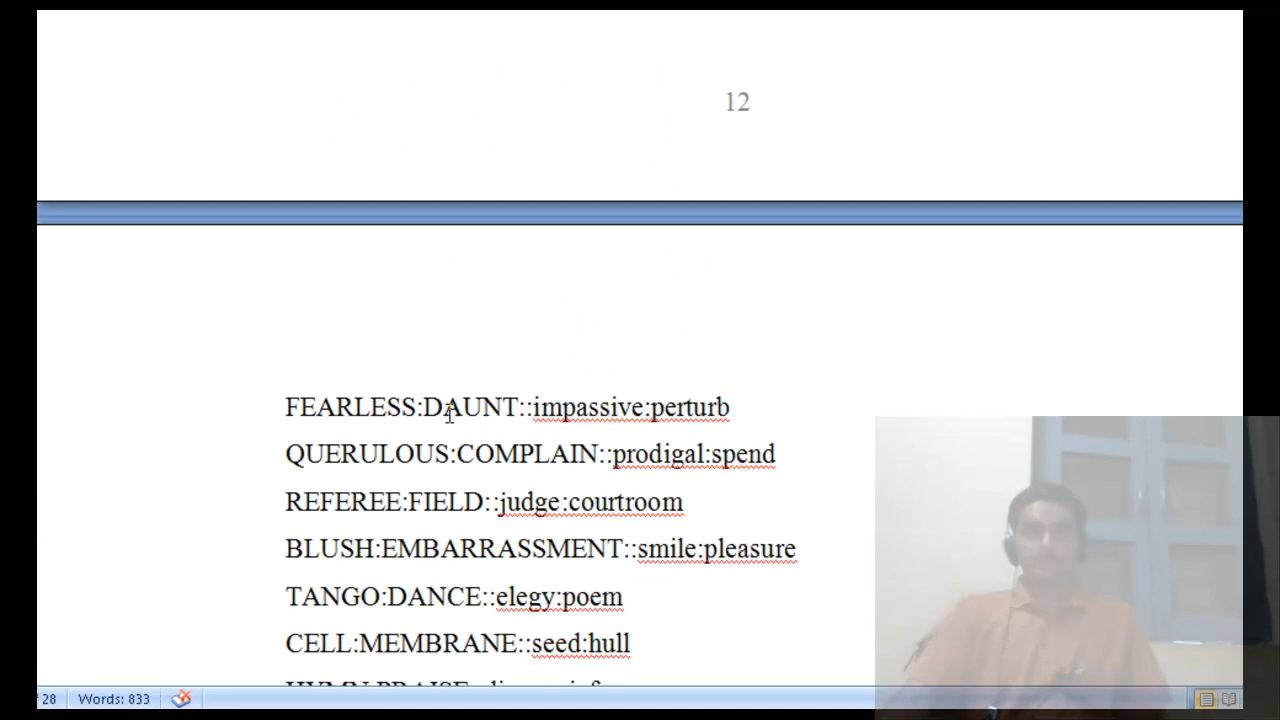 12
FEARLESS:DAUNT::impassive:perturb
QUERULOUS:COMPLAIN::prodigal:spend
REFEREE:FIELD::judge:courtroom
BLUSH:EMBARRASSMENT::smile:pleasure
TANGO:DANCE::elegy:poem
CELL:MEMBRANE::seed:hull
28 Words: 833